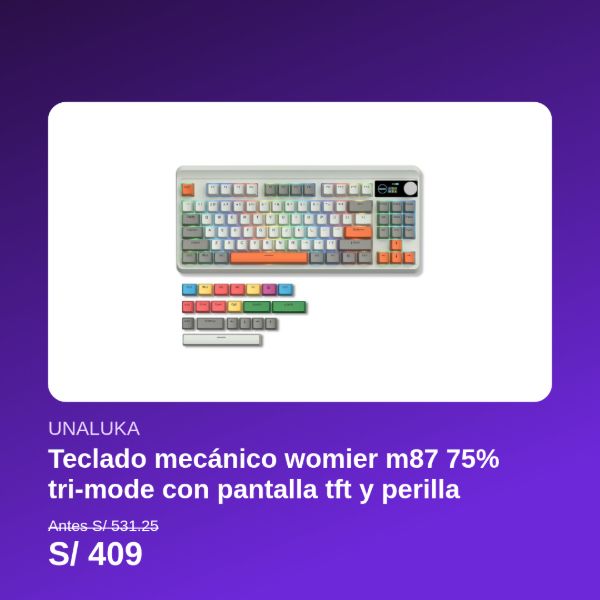 UNALUKA
Teclado mecánico womier m87 75%
tri-mode con pantalla tft y perilla
Antes S/ 531.25
S/ 409